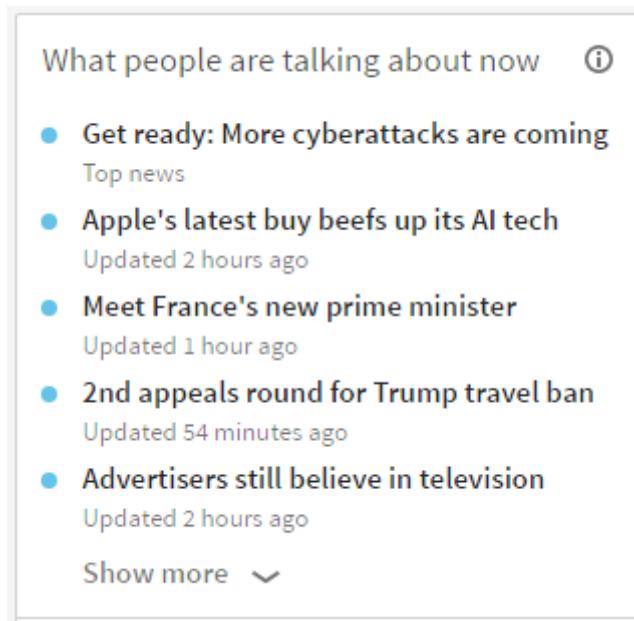 What people are talking about now
Get ready: More cyberattacks are coming
Top news
Apple's latest buy beefs up its AI tech
Updated 2 hours ago
Meet France's new prime minister
Updated 1 hour ago
2nd appeals round for Trump travel ban
Updated 54 minutes ago
Advertisers still believe in television
Updated 2 hours ago
Show more